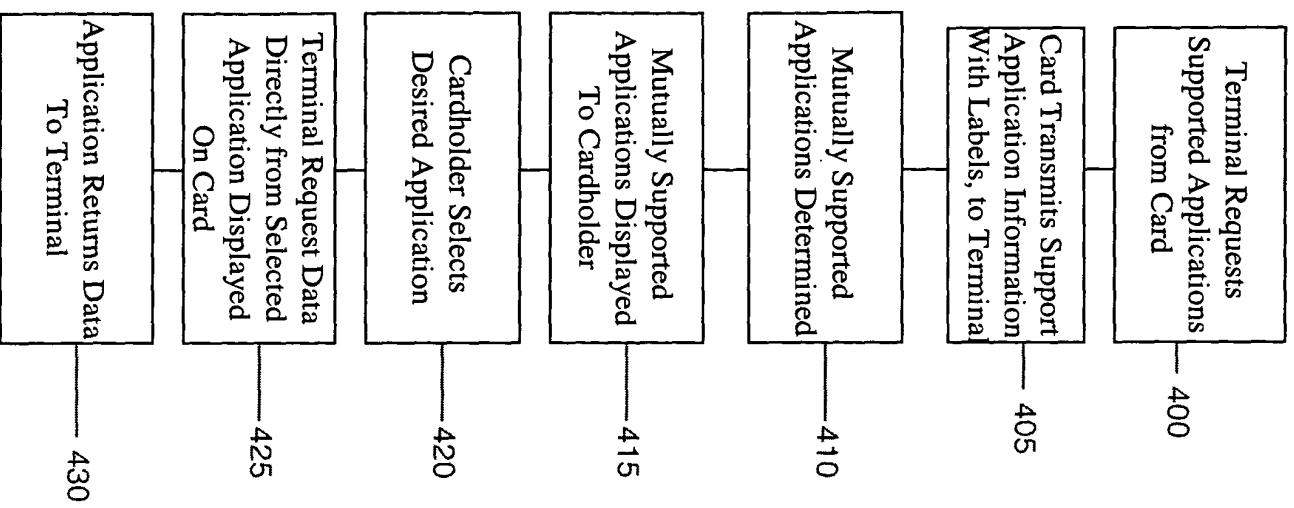 Terminal Requests
Supported Applications
from Card
400
Card Transmits Support
Application Information
With Labels, to Terminal
405
Mutually Supported
Applications Determined
410
Mutually Supported
Applications Displayed
To Cardholder
415
Cardholder Selects
Desired Application
420
Terminal Request Data
Directly from Selected
Application Displayed
On Card
425
Application Returns Data
To Terminal
430